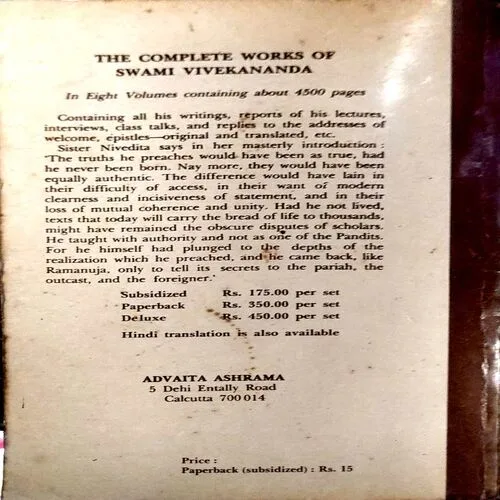 THE COMPLETE WORKS OF
SWAMI VIVEKANANDA
In Eight Volumes containing about 4500 pages
Containing all his writings, reports of his lectures,
interviews, class talks, and replies to the addresses of
welcome, epistles—original and translated, etc.
Sister Nivedita says in her masterly introduction :
'The truths he preaches would have been as true, had
he never been born. Nay more, they would have been
equally authentic. The difference would have lain in
their difficulty of access, in their want of modern
clearness and incisiveness of statement, and in their
loss of mutual coherence and unity. Had he not lived,
texts that today will carry the bread of life to thousands,
might have remained the obscure disputes of scholars.
He taught with authority and not as one of the Pandits.
For he himself had plunged to the depths of the
realization which he preached, and he came back, like
Ramanuja, only to tell its secrets to the pariah, the
outcast, and the foreigner.'
Subsidized Rs. 175.00 per set
Paperback Rs. 350.00 per set
Deluxe Rs. 450.00 per set
Hindi translation is also available
ADVAITA ASHRAMA
5 Dehi Entally Road
Calcutta 700 014
Price :
Paperback (subsidized) : Rs. 15